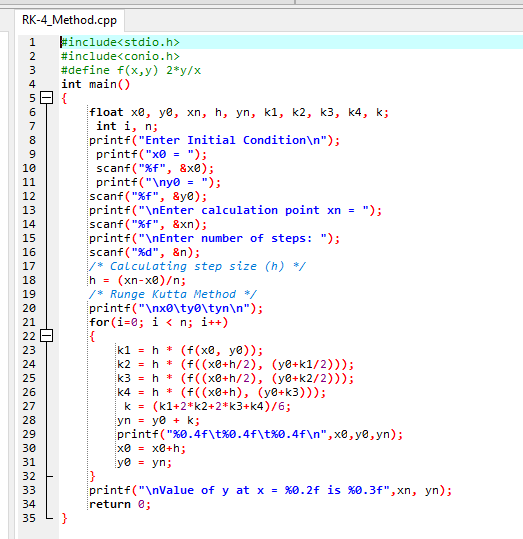 RK-4_Method.cpp
1 #include<stdio.h>
2 #include<conio.h>
3 #define f(x,y) 2*y/x
4 int main()
5 {
6 float x0, y0, xn, h, yn, k1, k2, k3, k4, k;
7 int i, n;
8 printf("Enter Initial Condition\n");
9 printf("x0 = ");
10 scanf("%f", &x0);
11 printf("\ny0 = ");
12 scanf("%f", &y0);
13 printf("\nEnter calculation point xn = ");
14 scanf("%f", &xn);
15 printf("\nEnter number of steps: ");
16 scanf("%d", &n);
17 /* Calculating step size (h) */
18 h = (xn-x0)/n;
19 /* Runge Kutta Method */
20 printf("\nx0\ty0\tyn\n");
21 for(i=0; i < n; i++)
22 {
23 k1 = h * (f(x0, y0));
24 k2 = h * (f((x0+h/2), (y0+k1/2)));
25 k3 = h * (f((x0+h/2), (y0+k2/2)));
26 k4 = h * (f((x0+h), (y0+k3)));
27 k = (k1+2*k2+2*k3+k4)/6;
28 yn = y0 + k;
29 printf("%0.4f\t%0.4f\t%0.4f\n",x0,y0,yn);
30 x0 = x0+h;
31 y0 = yn;
32 }
33 printf("\nValue of y at x = %0.2f is %0.3f",xn, yn);
34 return 0;
35 }